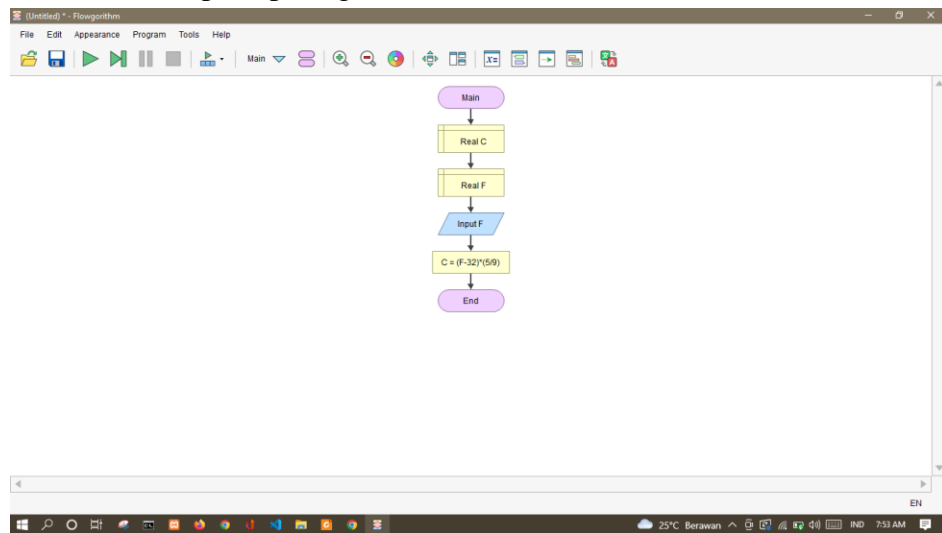 (Untitled) * - Flowgorithm
File Edit Appearance Program Tools Help
Main
x=
Main
Real C
Real F
Input F
C = (F-32)*(5/9)
End
EN
25°C Berawan IND 7:53 AM